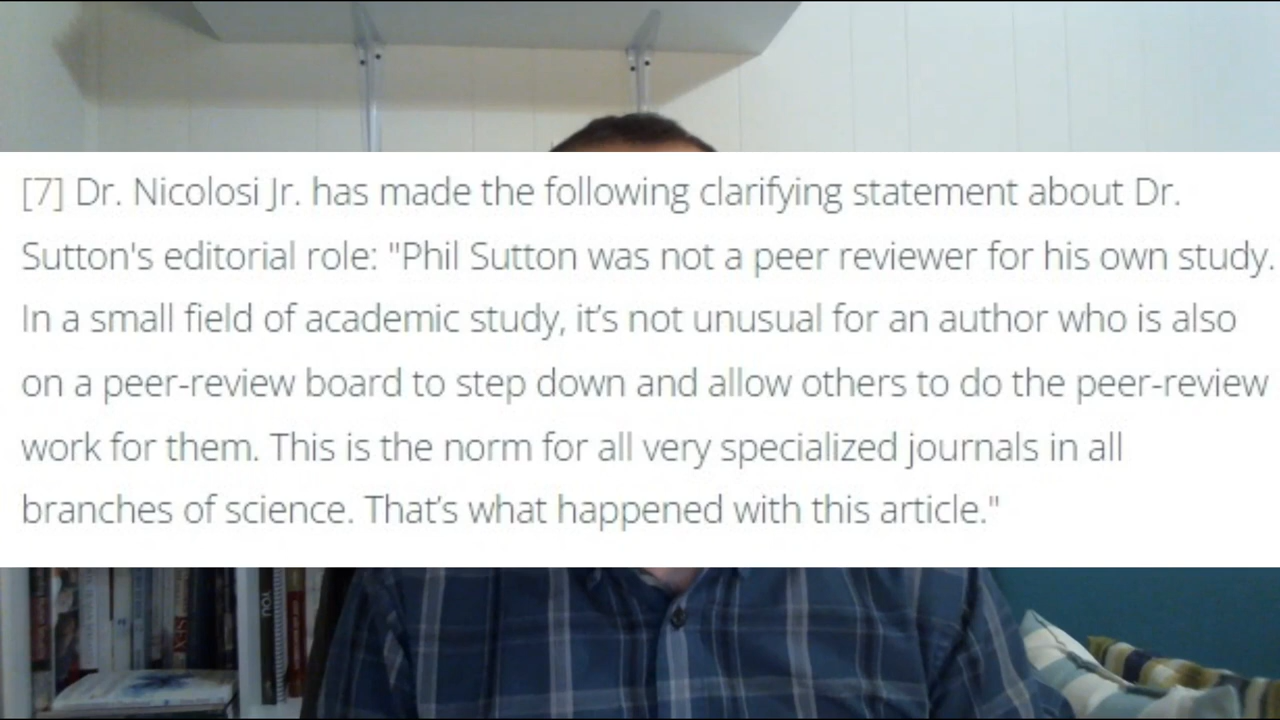 [7] Dr. Nicolosi Jr. has made the following clarifying statement about Dr.
Sutton's editorial role: "Phil Sutton was not a peer reviewer for his own study.
In a small field of academic study, it’s not unusual for an author who is also
on a peer-review board to step down and allow others to do the peer-review
work for them. This is the norm for all very specialized journals in all
branches of science. That’s what happened with this article."
YOU